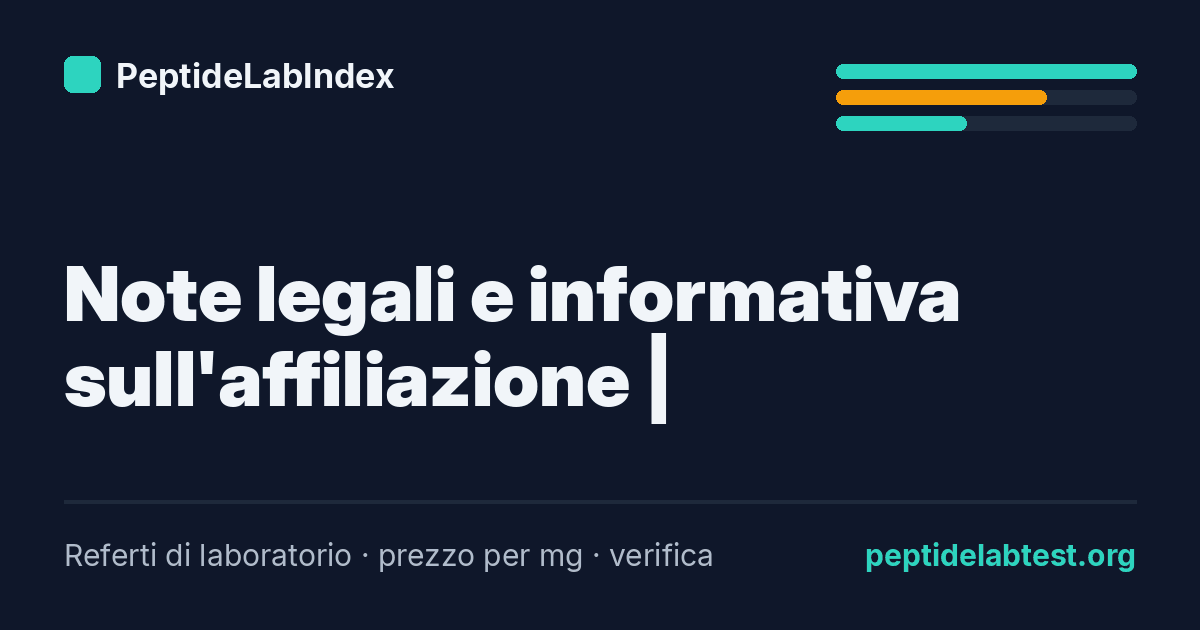 PeptideLabIndex
Note legali e informativa
sull'affiliazione |
Referti di laboratorio · prezzo per mg · verifica
peptidelabtest.org